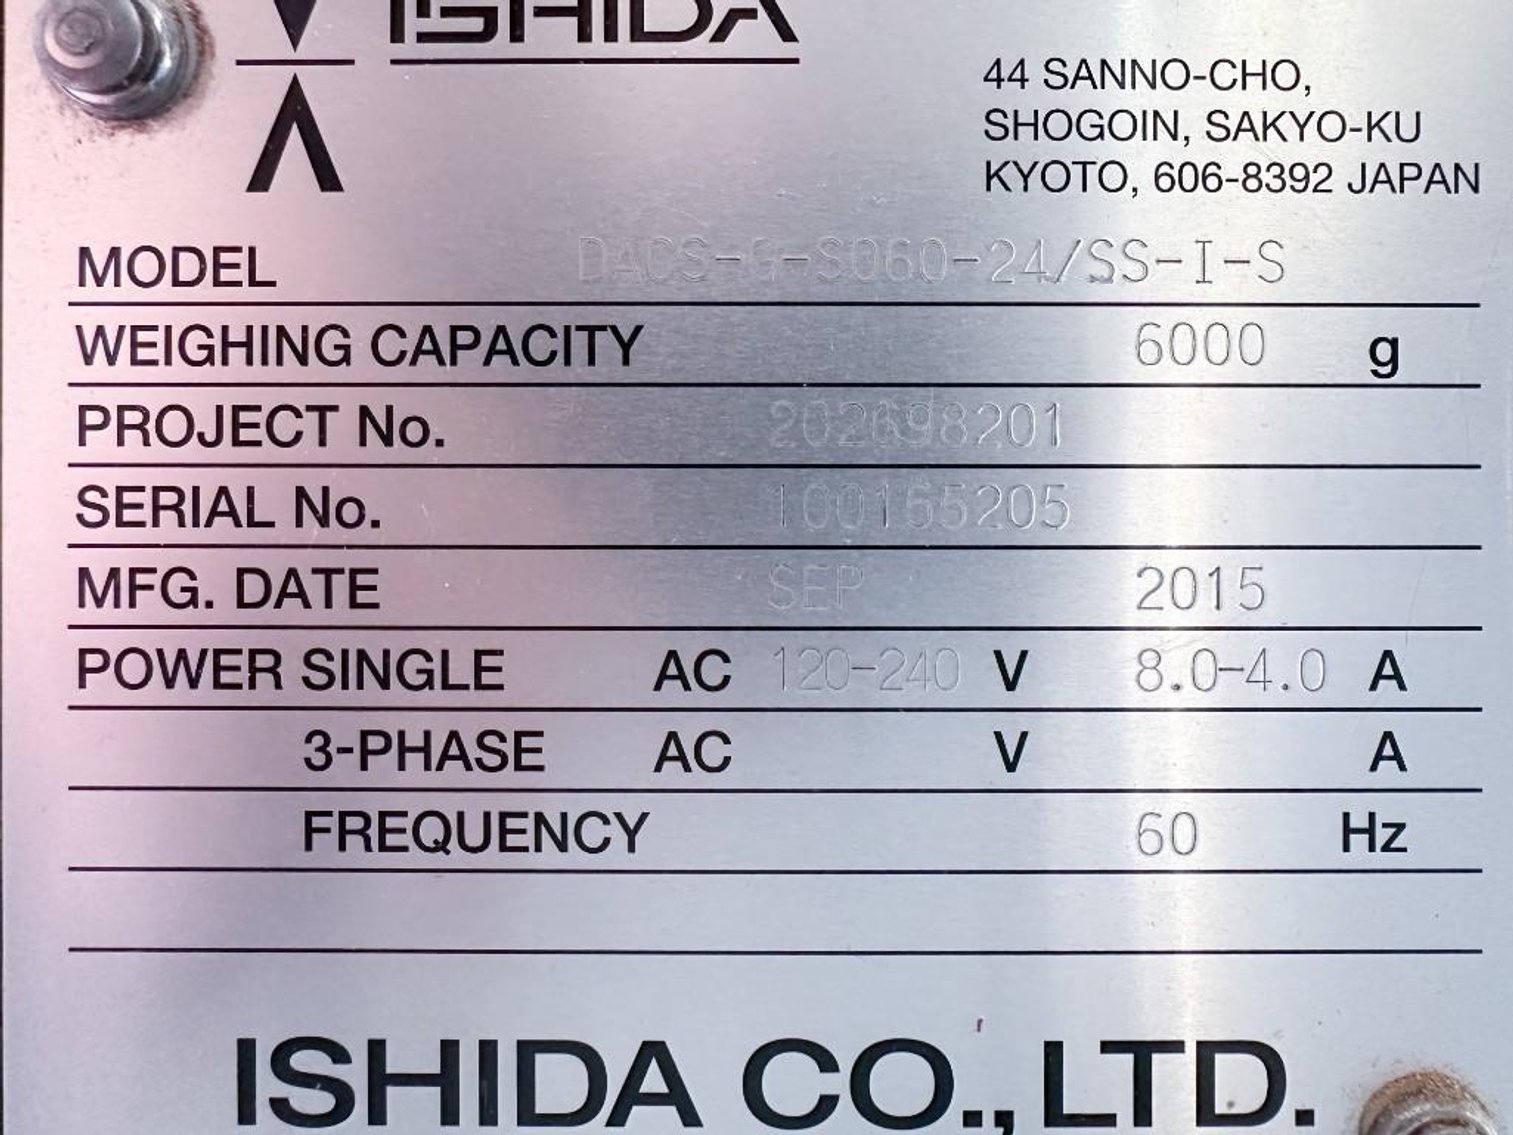 ISHIDA
44 SANNO-CHO,
SHOGOIN, SAKYO-KU
KYOTO, 606-8392 JAPAN
MODEL DACS-G-S060-24/SS-I-S
WEIGHING CAPACITY 6000 g
PROJECT No. 202698201
SERIAL No. 100165205
MFG. DATE SEP 2015
POWER SINGLE AC 120-240 V 8.0-4.0 A
3-PHASE AC V A
FREQUENCY 60 Hz
ISHIDA CO., LTD.